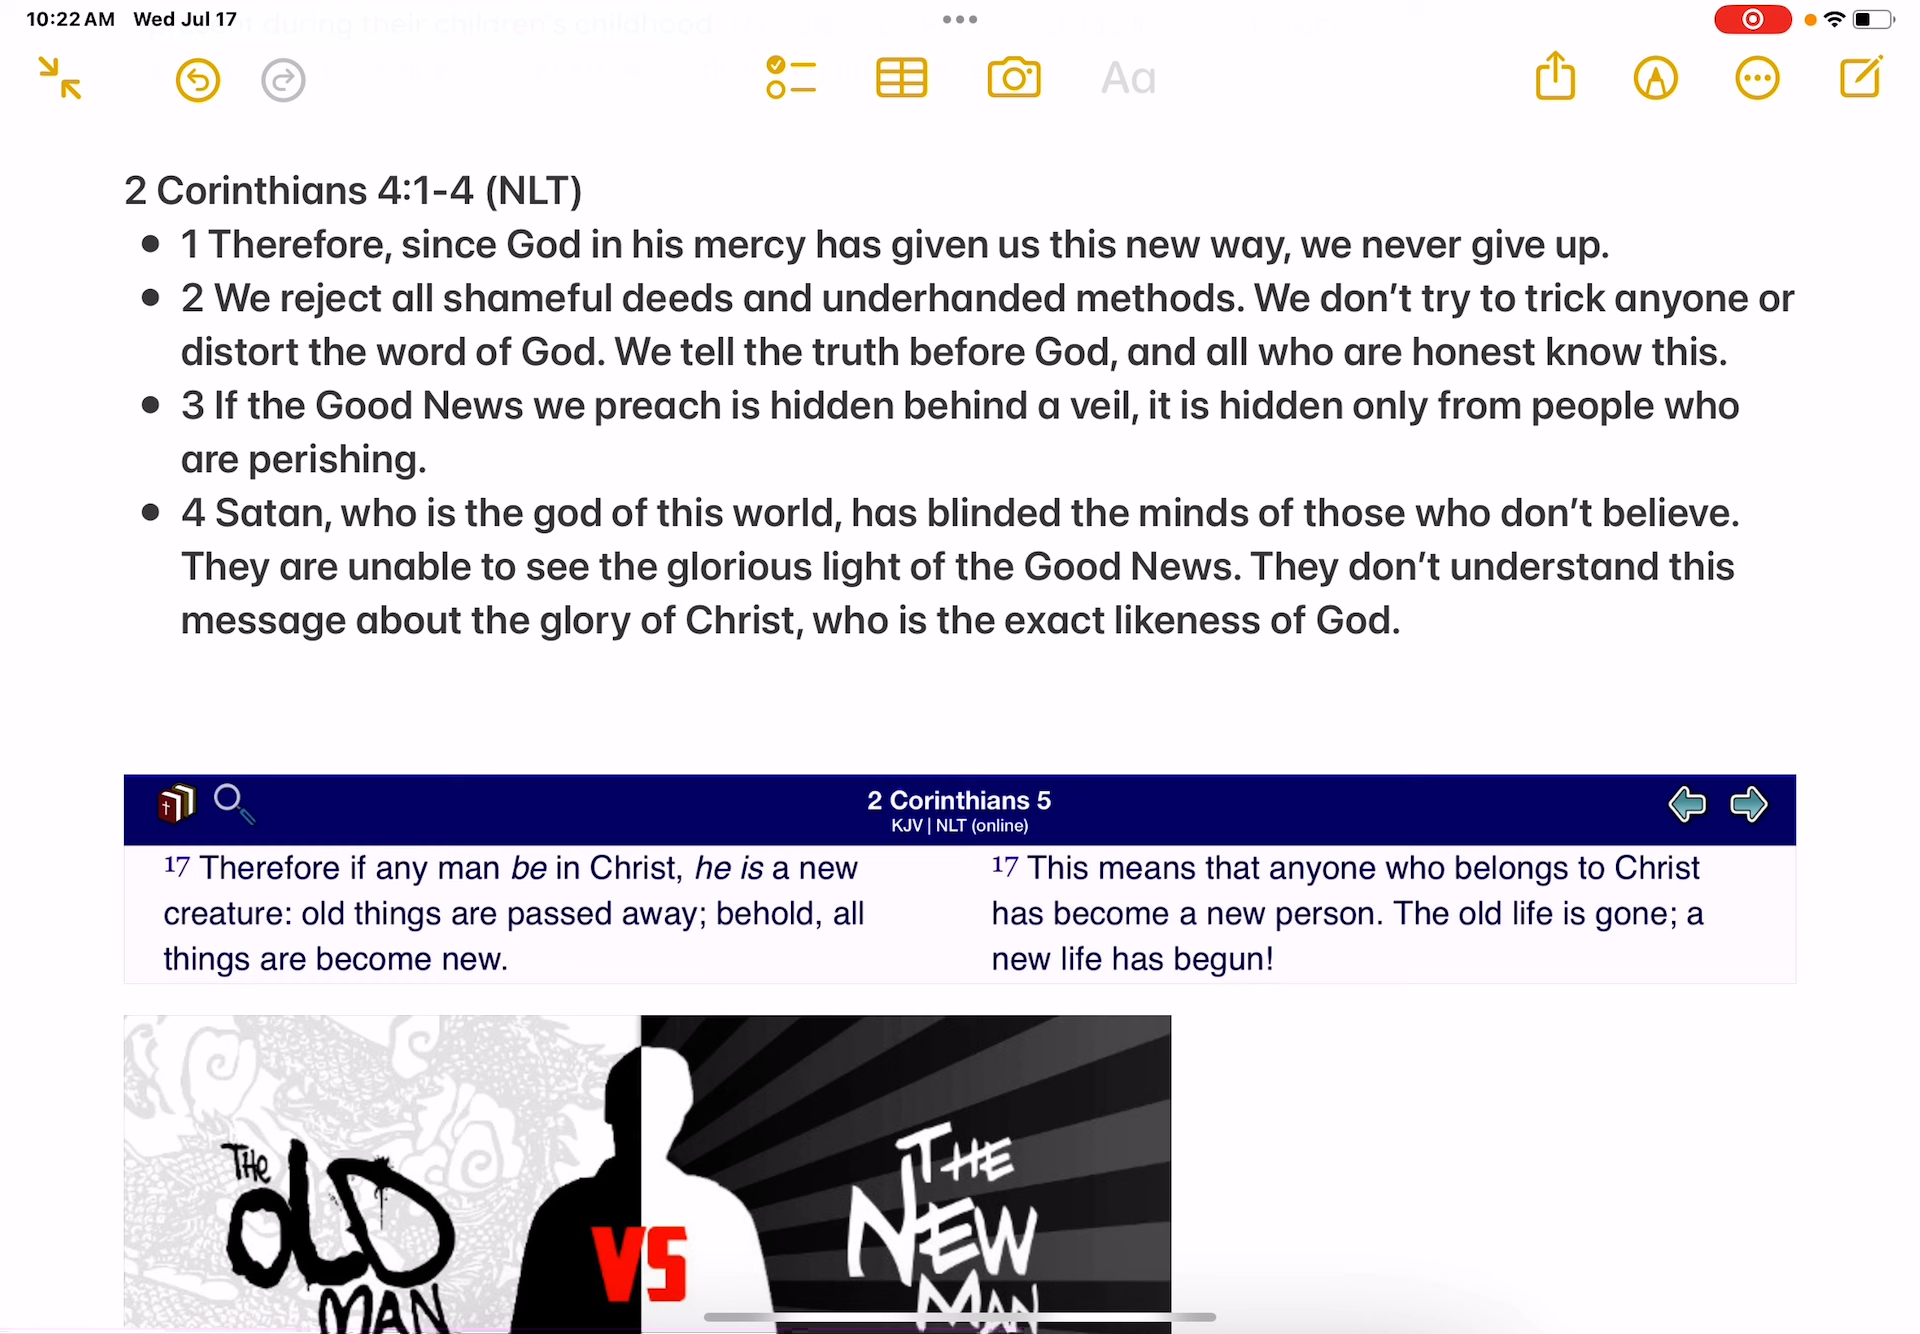 10:22 AM Wed Jul 17
t during their children's childhood
Aa
2 Corinthians 4:1-4 (NLT)
• 1 Therefore, since God in his mercy has given us this new way, we never give up.
• 2 We reject all shameful deeds and underhanded methods. We don’t try to trick anyone or
distort the word of God. We tell the truth before God, and all who are honest know this.
• 3 If the Good News we preach is hidden behind a veil, it is hidden only from people who
are perishing.
• 4 Satan, who is the god of this world, has blinded the minds of those who don’t believe.
They are unable to see the glorious light of the Good News. They don’t understand this
message about the glory of Christ, who is the exact likeness of God.
2 Corinthians 5
KJV | NLT (online)
17 Therefore if any man be in Christ, he is a new
creature: old things are passed away; behold, all
things are become new.
17 This means that anyone who belongs to Christ
has become a new person. The old life is gone; a
new life has begun!
THE
OLD
MAN
VS
THE
NEW
MAN